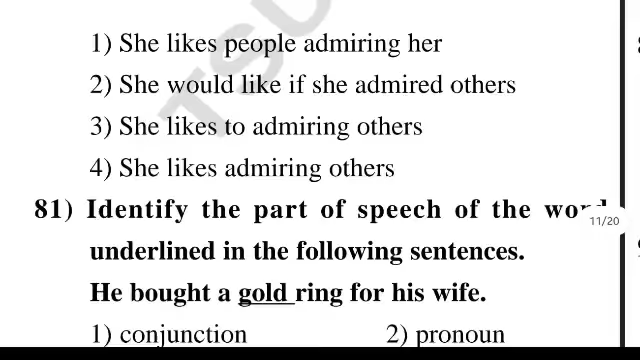 1) She likes people admiring her
2) She would like if she admired others
3) She likes to admiring others
4) She likes admiring others
81) Identify the part of speech of the word
11/20
underlined in the following sentences.
He bought a gold ring for his wife.
1) conjunction 2) pronoun